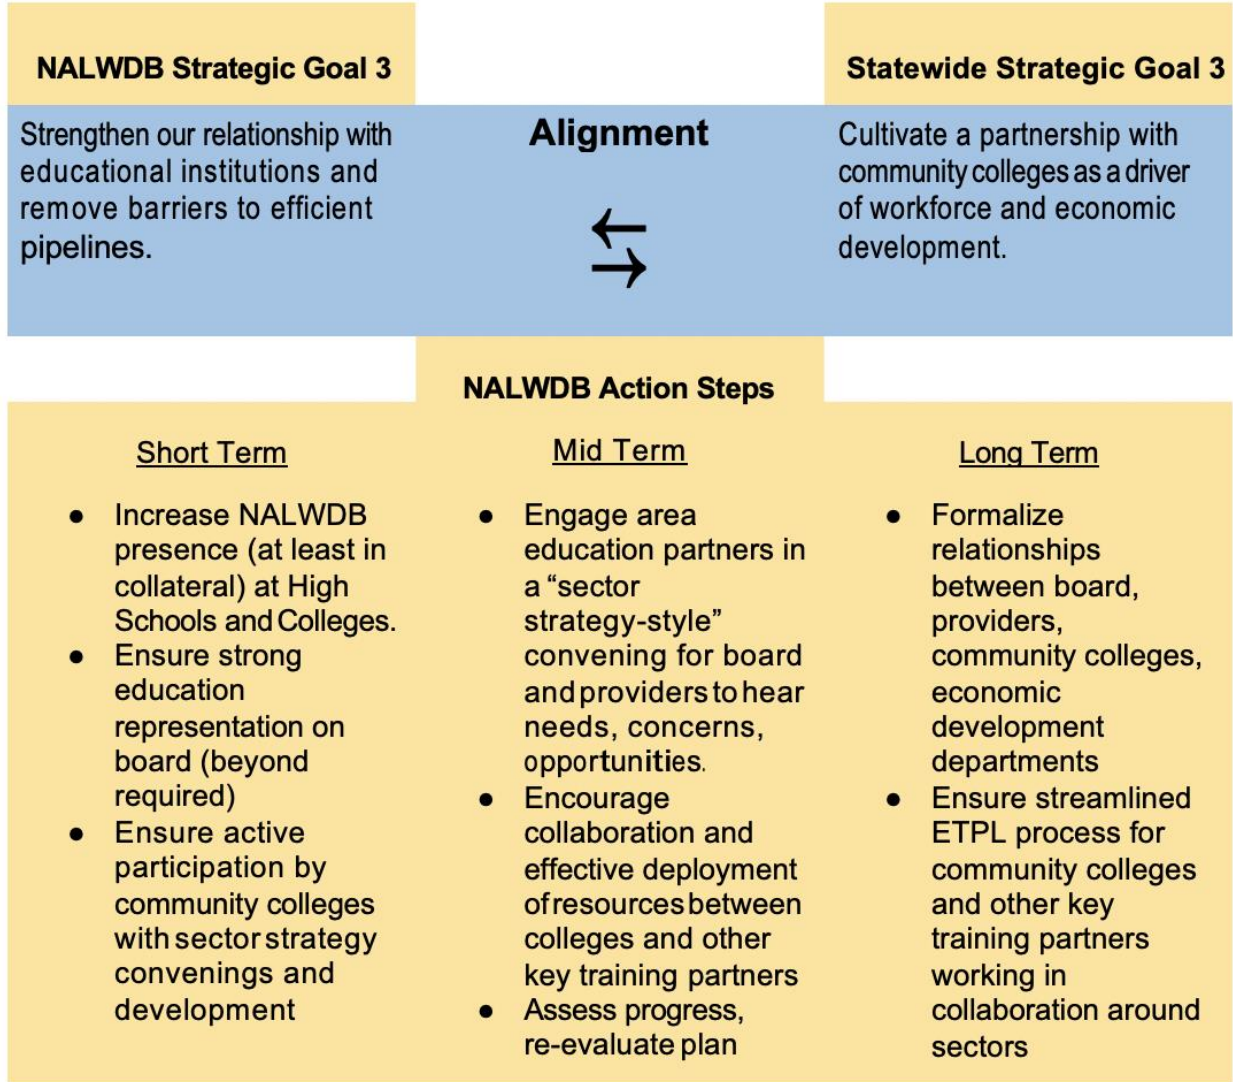 NALWDB Strategic Goal 3
Statewide Strategic Goal 3
Strengthen our relationship with
educational institutions and
remove barriers to efficient
pipelines.
Alignment
←
→
Cultivate a partnership with
community colleges as a driver
of workforce and economic
development.
NALWDB Action Steps
Short Term
● Increase NALWDB
presence (at least in
collateral) at High
Schools and Colleges.
● Ensure strong
education
representation on
board (beyond
required)
● Ensure active
participation by
community colleges
with sector strategy
convenings and
development
Mid Term
● Engage area
education partners in
a “sector
strategy-style”
convening for board
and providers to hear
needs, concerns,
opportunities.
● Encourage
collaboration and
effective deployment
of resources between
colleges and other
key training partners
● Assess progress,
re-evaluate plan
Long Term
● Formalize
relationships
between board,
providers,
community colleges,
economic
development
departments
● Ensure streamlined
ETPL process for
community colleges
and other key
training partners
working in
collaboration around
sectors